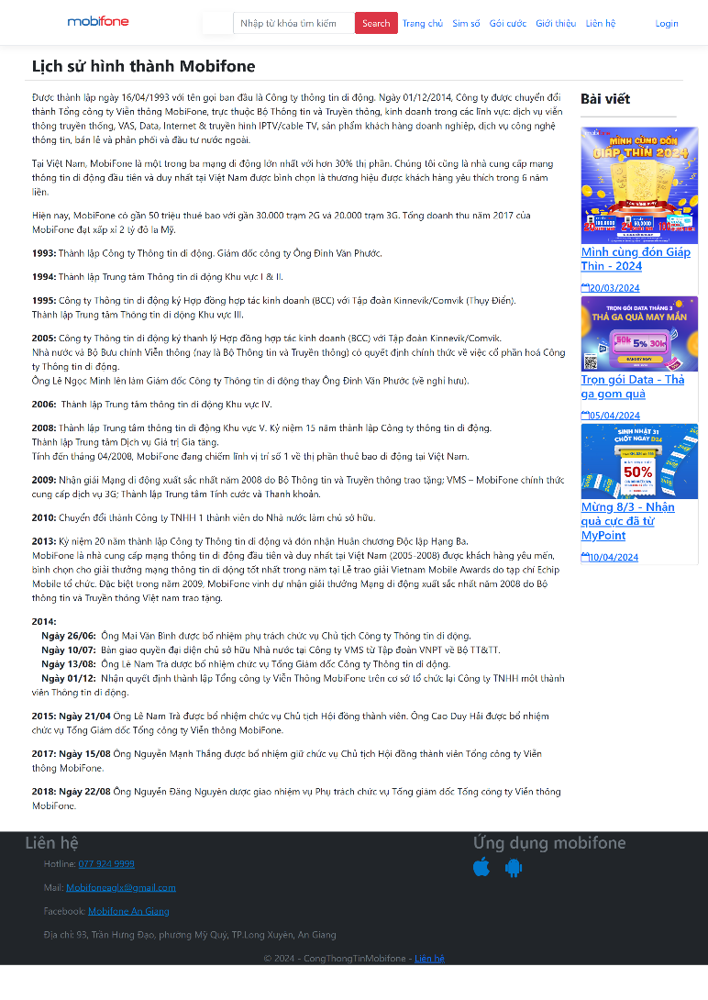 mobifone
Nhập từ khóa tìm kiếm
Search
Trang chủ
Sim số
Gói cước
Giới thiệu
Liên hệ
Login
Lịch sử hình thành Mobifone
Được thành lập ngày 16/04/1993 với tên gọi ban đầu là Công ty thông tin di động. Ngày 01/12/2014, Công ty được chuyển đổi
thành Tổng công ty Viễn thông MobiFone, trực thuộc Bộ Thông tin và Truyền thông, kinh doanh trong các lĩnh vực: dịch vụ viễn
thông truyền thống, VAS, Data, Internet & truyền hình IPTV/cable TV, sản phẩm khách hàng doanh nghiệp, dịch vụ công nghệ
thông tin, bán lẻ và phân phối và đầu tư nước ngoài.
Tại Việt Nam, MobiFone là một trong ba mạng di động lớn nhất với hơn 30% thị phần. Chúng tôi cũng là nhà cung cấp mạng
thông tin di động đầu tiên và duy nhất tại Việt Nam được bình chọn là thương hiệu được khách hàng yêu thích trong 6 năm
liền.
Hiện nay, MobiFone có gần 50 triệu thuê bao với gần 30.000 trạm 2G và 20.000 trạm 3G. Tổng doanh thu năm 2017 của
MobiFone đạt xấp xỉ 2 tỷ đô la Mỹ.
1993: Thành lập Công ty Thông tin di động. Giám đốc công ty Ông Đinh Văn Phước.
1994: Thành lập Trung tâm Thông tin di động Khu vực I & II.
1995: Công ty Thông tin di động ký Hợp đồng hợp tác kinh doanh (BCC) với Tập đoàn Kinnevik/Comvik (Thụy Điển).
Thành lập Trung tâm Thông tin di động Khu vực III.
2005: Công ty Thông tin di động ký thanh lý Hợp đồng hợp tác kinh doanh (BCC) với Tập đoàn Kinnevik/Comvik.
Nhà nước và Bộ Bưu chính Viễn thông (nay là Bộ Thông tin và Truyền thông) có quyết định chính thức về việc cổ phần hoá Công
ty Thông tin di động.
Ông Lê Ngọc Minh lên làm Giám đốc Công ty Thông tin di động thay Ông Đinh Văn Phước (về nghỉ hưu).
2006: Thành lập Trung tâm thông tin di động Khu vực IV.
2008: Thành lập Trung tâm thông tin di động Khu vực V. Kỷ niệm 15 năm thành lập Công ty thông tin di động.
Thành lập Trung tâm Dịch vụ Giá trị Gia tăng.
Tính đến tháng 04/2008, MobiFone đang chiếm lĩnh vị trí số 1 về thị phần thuê bao di động tại Việt Nam.
2009: Nhận giải Mạng di động xuất sắc nhất năm 2008 do Bộ Thông tin và Truyền thông trao tặng; VMS – MobiFone chính thức
cung cấp dịch vụ 3G; Thành lập Trung tâm Tính cước và Thanh khoản.
2010: Chuyển đổi thành Công ty TNHH 1 thành viên do Nhà nước làm chủ sở hữu.
2013: Kỷ niệm 20 năm thành lập Công ty Thông tin di động và đón nhận Huân chương Độc lập Hạng Ba.
MobiFone là nhà cung cấp mạng thông tin di động đầu tiên và duy nhất tại Việt Nam (2005-2008) được khách hàng yêu mến,
bình chọn cho giải thưởng mạng thông tin di động tốt nhất trong năm tại Lễ trao giải Vietnam Mobile Awards do tạp chí Echip
Mobile tổ chức. Đặc biệt trong năm 2009, MobiFone vinh dự nhận giải thưởng Mạng di động xuất sắc nhất năm 2008 do Bộ
thông tin và Truyền thông Việt nam trao tặng.
2014:
Ngày 26/06: Ông Mai Văn Bình được bổ nhiệm phụ trách chức vụ Chủ tịch Công ty Thông tin di động.
Ngày 10/07: Bàn giao quyền đại diện chủ sở hữu Nhà nước tại Công ty VMS từ Tập đoàn VNPT về Bộ TT&TT.
Ngày 13/08: Ông Lê Nam Trà được bổ nhiệm chức vụ Tổng Giám đốc Công ty Thông tin di động.
Ngày 01/12: Nhận quyết định thành lập Tổng công ty Viễn Thông MobiFone trên cơ sở tổ chức lại Công ty TNHH một thành
viên Thông tin di động.
2015: Ngày 21/04 Ông Lê Nam Trà được bổ nhiệm chức vụ Chủ tịch Hội đồng thành viên. Ông Cao Duy Hải được bổ nhiệm
chức vụ Tổng Giám đốc Tổng công ty Viễn thông MobiFone.
2017: Ngày 15/08 Ông Nguyễn Mạnh Thắng được bổ nhiệm giữ chức vụ Chủ tịch Hội đồng thành viên Tổng công ty Viễn
thông MobiFone.
2018: Ngày 22/08 Ông Nguyễn Đăng Nguyên được giao nhiệm vụ Phụ trách chức vụ Tổng giám đốc Tổng công ty Viễn thông
MobiFone.
Bài viết
MÌNH CÙNG ĐÓN
GIÁP THÌN 2024
Mình cùng đón Giáp
Thìn - 2024
20/03/2024
TRỌN GÓI DATA THÁNG 3
THẢ GA QUÀ MAY MẮN
50k
5%
30k
Trọn gói Data - Thả
ga gom quà
05/04/2024
SINH NHẬT 31
CHỐT NGAY D24
50%
Mừng 8/3 - Nhận
quà cực đã từ
MyPoint
10/04/2024
Liên hệ
Hotline: 077 924 9999
Mail: Mobifoneaglx@gmail.com
Facebook: Mobifone An Giang
Địa chỉ: 93, Trần Hưng Đạo, phường Mỹ Quý, TP.Long Xuyên, An Giang
Ứng dụng mobifone
© 2024 - CongThongTinMobifone - Liên hệ